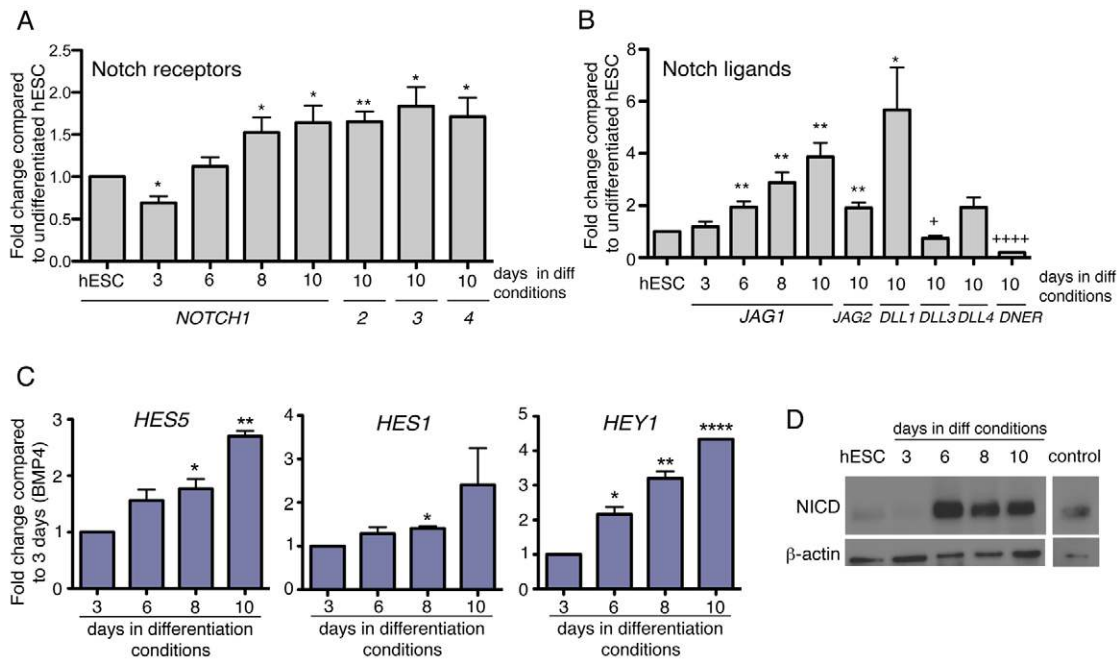 A
Fold change compared
to undifferentiated hESC
2.5
2.0
1.5
1.0
0.5
0.0
Notch receptors
*
*
*
**
*
*
hESC 3 6 8 10 10 10 10 days in diff
conditions
NOTCH1 2 3 4
B
Fold change compared
to undifferentiated hESC
8
6
4
2
0
Notch ligands
**
**
**
**
*
+
++++
hESC 3 6 8 10 10 10 10 10 10 days in diff
conditions
JAG1 JAG2 DLL1 DLL3 DLL4 DNER
C
Fold change compared
to 3 days (BMP4)
HES5
3
2
1
0
*
**
3 6 8 10
days in differentiation
conditions
HES1
4
3
2
1
0
*
3 6 8 10
days in differentiation
conditions
HEY1
5
4
3
2
1
0
*
**
****
3 6 8 10
days in differentiation
conditions
D
days in diff conditions
hESC 3 6 8 10 control
NICD
β-actin